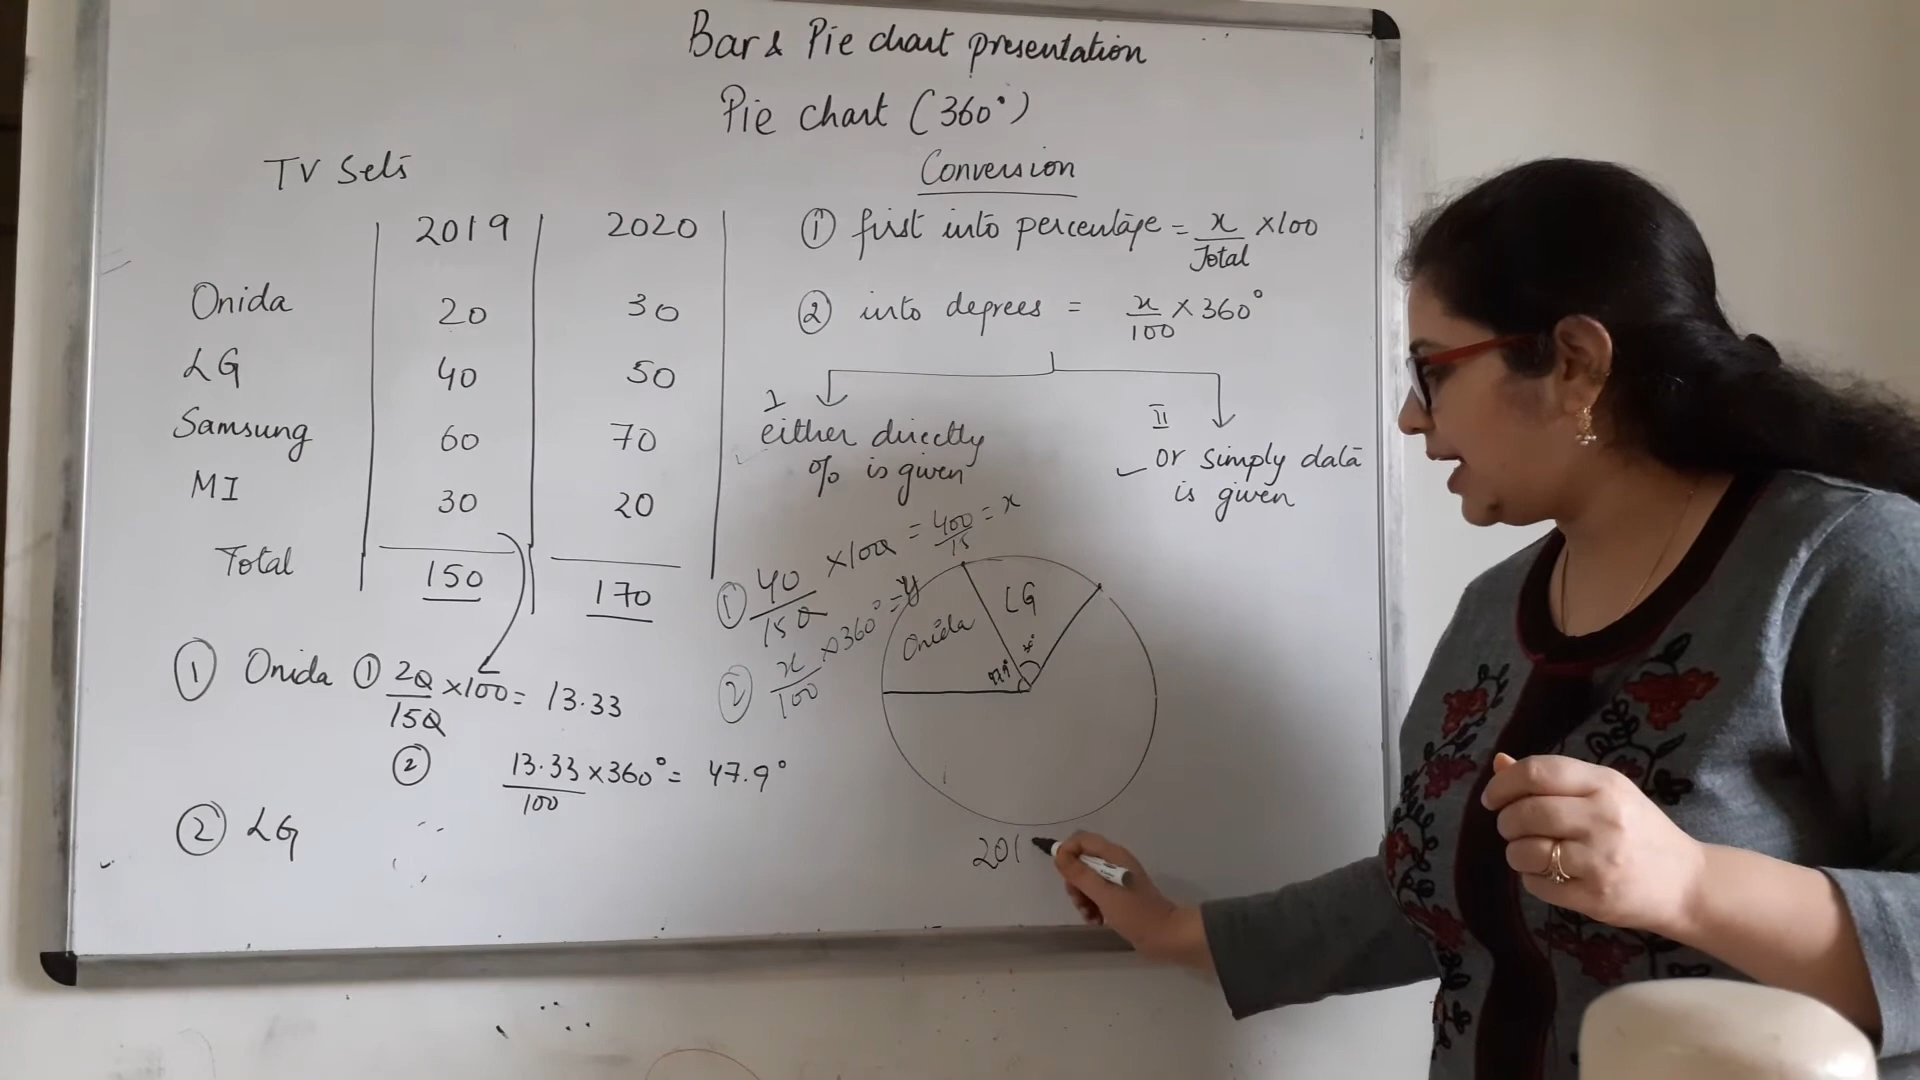 Bar & Pie chart presentation
Pie chart (360°)
TV Sets
2019 2020
Onida 20 30
LG 40 50
Samsung 60 70
MI 30 20
Total 150 170
Conversion
① first into percentage = x/Total ×100
② into degrees = x/100 × 360°
I
either directly
% is given
II
or simply data
is given
① 40/150 ×100 = 400/15 = x
② x/100 ×360° = y
① Onida ① 20/150 ×100 = 13.33
② 13.33/100 ×360° = 47.9°
② LG
Onida
LG
47.9°
201